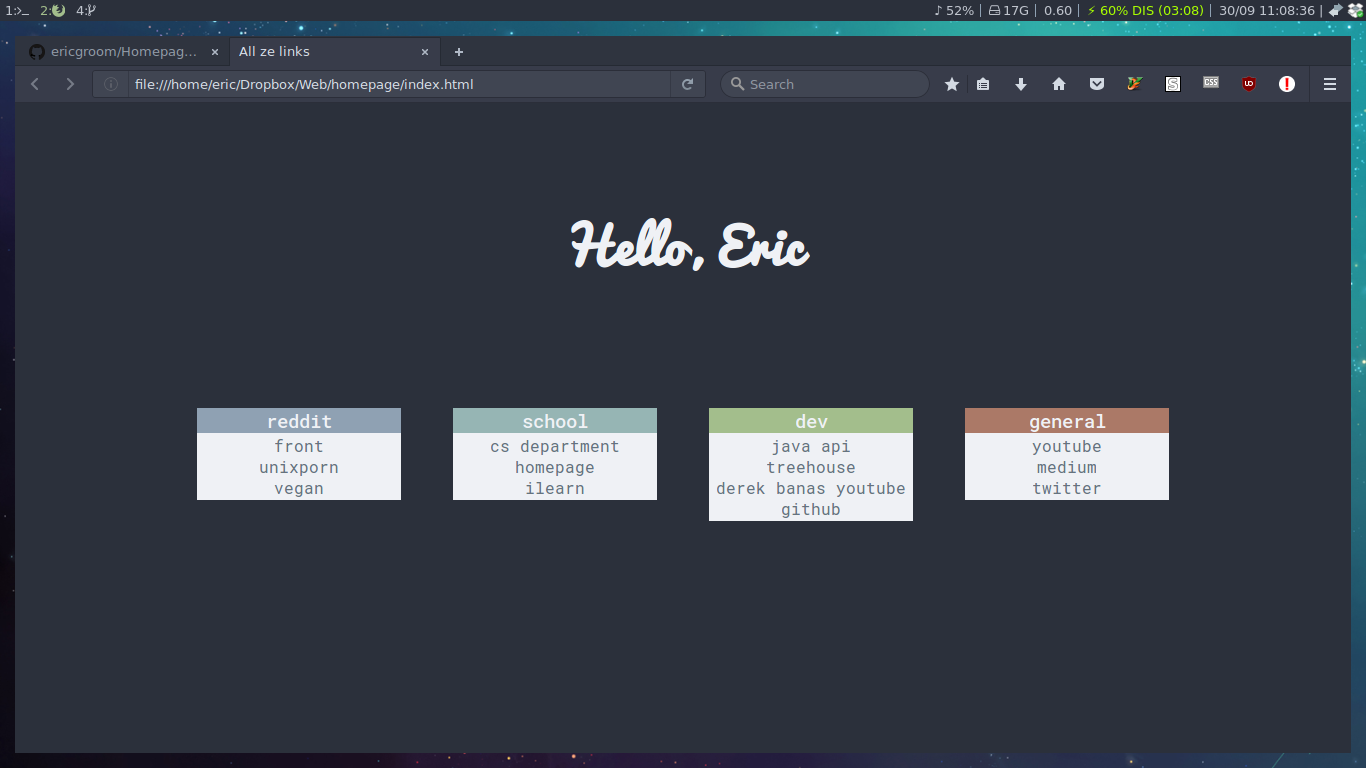 1:>_ 2: 4: ♪ 52% | 17G | 0.60 | ⚡ 60% DIS (03:08) | 30/09 11:08:36 |
ericgroom/Homepag... × All ze links × +
file:///home/eric/Dropbox/Web/homepage/index.html Search S CSS
Hello, Eric
reddit school dev general
front cs department java api youtube
unixporn homepage treehouse medium
vegan ilearn derek banas youtube twitter
github